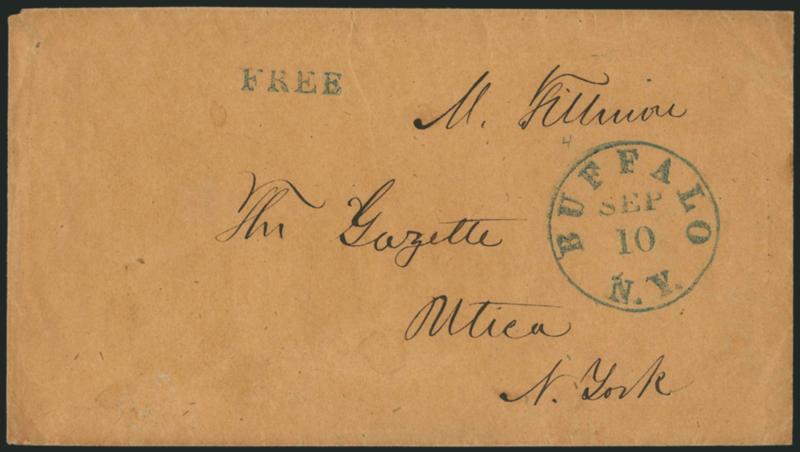 FREE
M. Fillmore
BUFFALO
SEP
10
N.Y.
The Gazette
Utica
N. York